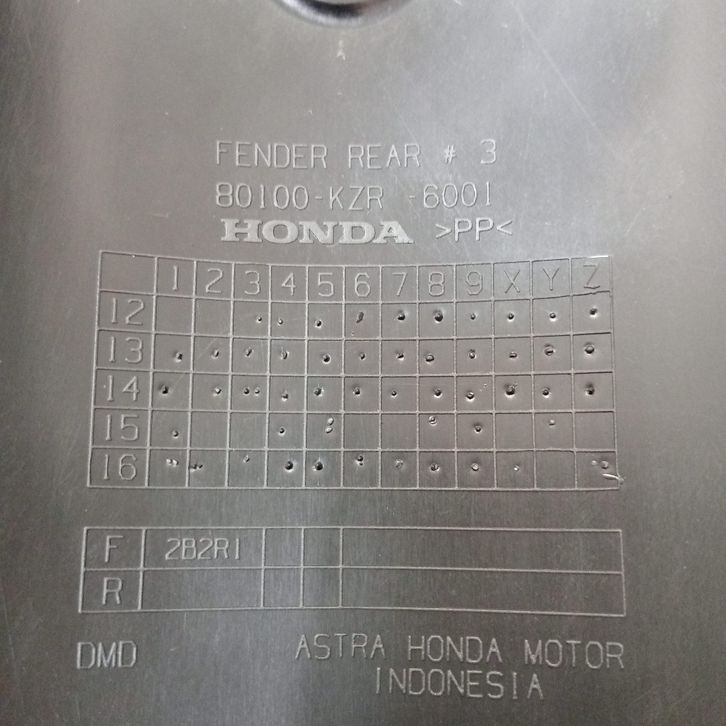 FENDER REAR # 3
80100-KZR -6001
HONDA >PP<
1 2 3 4 5 6 7 8 9 X Y Z
12
13
14
15
16
F 2B2R1
R
DMD ASTRA HONDA MOTOR
INDONESIA